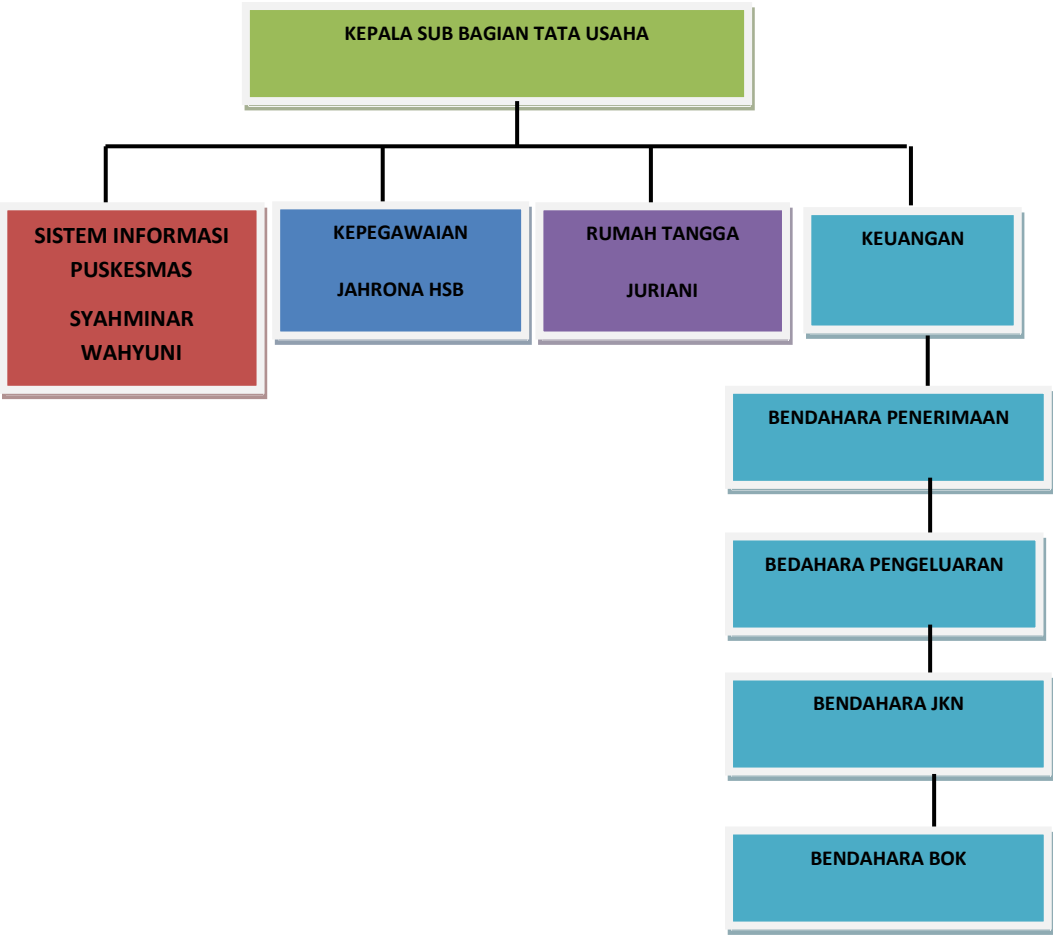 KEPALA SUB BAGIAN TATA USAHA
SISTEM INFORMASI
PUSKESMAS
SYAHMINAR
WAHYUNI
KEPEGAWAIAN
JAHRONA HSB
RUMAH TANGGA
JURIANI
KEUANGAN
BENDAHARA PENERIMAAN
BEDAHARA PENGELUARAN
BENDAHARA JKN
BENDAHARA BOK